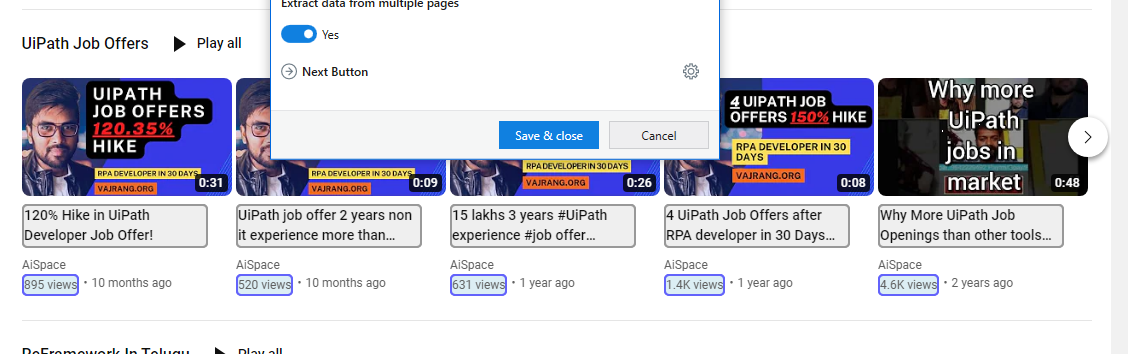 Extract data from multiple pages
Yes
Next Button
Save & close
Cancel
UiPath Job Offers
Play all
UIPATH
JOB OFFERS
120.35%
HIKE
RPA DEVELOPER IN 30 DAYS
VAJRANG.ORG
0:31
RPA DEVELOPER IN 30 DAYS
VAJRANG.ORG
0:09
RPA DEVELOPER IN 30 DAYS
VAJRANG.ORG
0:26
4 UIPATH JOB
OFFERS 150% HIKE
RPA DEVELOPER IN 30
DAYS
VAJRANG.ORG
0:08
Why more
UiPath
jobs in
market
0:48
120% Hike in UiPath
Developer Job Offer!
AiSpace
895 views • 10 months ago
UiPath job offer 2 years non
it experience more than...
AiSpace
520 views • 10 months ago
15 lakhs 3 years #UiPath
experience #job offer...
AiSpace
631 views • 1 year ago
4 UiPath Job Offers after
RPA developer in 30 Days...
AiSpace
1.4K views • 1 year ago
Why More UiPath Job
Openings than other tools...
AiSpace
4.6K views • 2 years ago
ReFramework In Telugu
Play all